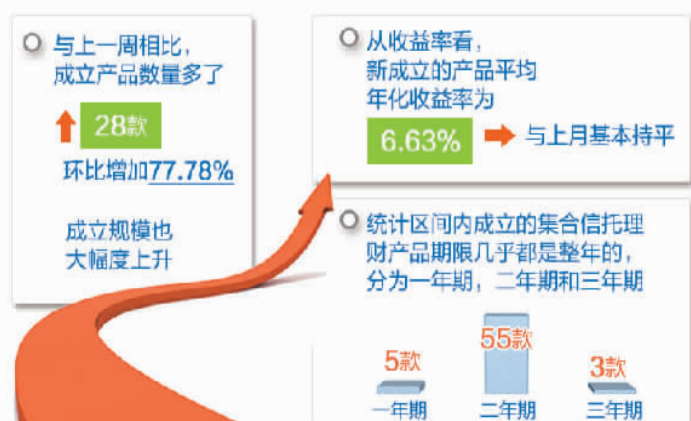 与上一周相比，
成立产品数量多了
28款
环比增加77.78%
成立规模也
大幅度上升
从收益率看，
新成立的产品平均
年化收益率为
6.63%
与上月基本持平
统计区间内成立的集合信托理
财产品期限几乎都是整年的，
分为一年期，二年期和三年期
5款
55款
3款
一年期
二年期
三年期